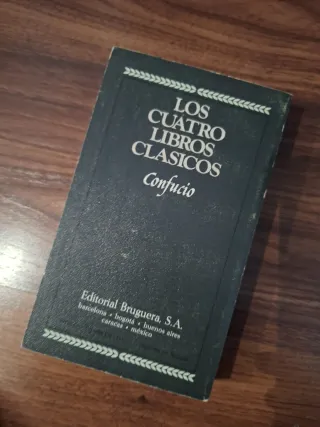 LOS
CUATRO
LIBROS
CLASICOS
Confucio
Editorial Bruguera, S.A.
barcelona • bogotá • buenos aires
caracas • méxico